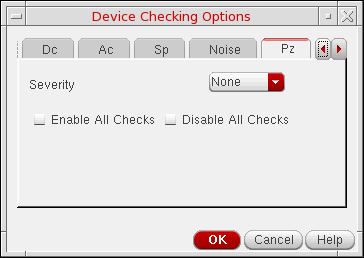 Device Checking Options
Dc Ac Sp Noise Pz
Severity None
Enable All Checks Disable All Checks
OK Cancel Help